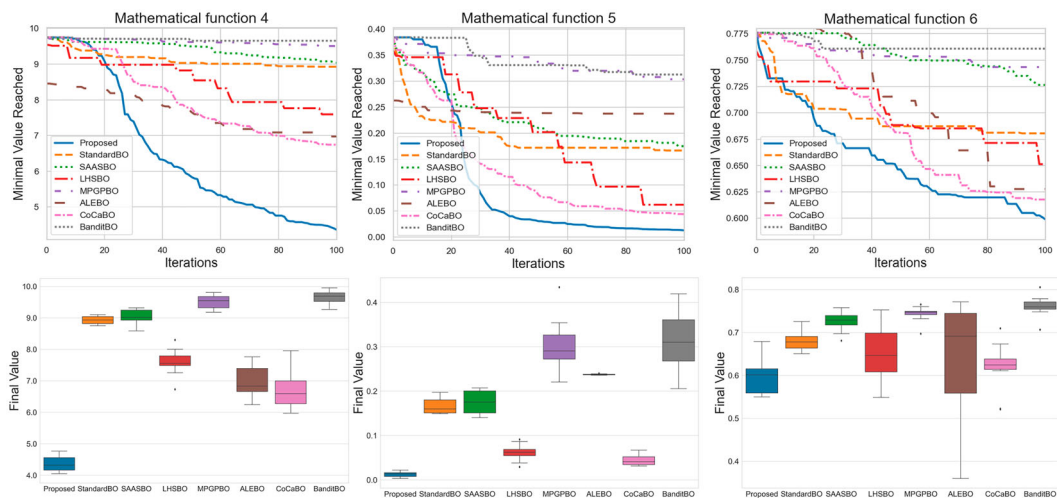 Mathematical function 4
Mathematical function 5
Mathematical function 6
Minimal Value Reached
10
9
8
7
6
5
Proposed
StandardBO
SAASBO
LHSBO
MPGPBO
ALEBO
CoCaBO
BanditBO
0 20 40 60 80 100
Iterations
Minimal Value Reached
0.40
0.35
0.30
0.25
0.20
0.15
0.10
0.05
0.00
Proposed
StandardBO
SAASBO
LHSBO
MPGPBO
ALEBO
CoCaBO
BanditBO
0 20 40 60 80 100
Iterations
Minimal Value Reached
0.775
0.750
0.725
0.700
0.675
0.650
0.625
0.600
Proposed
StandardBO
SAASBO
LHSBO
MPGPBO
ALEBO
CoCaBO
BanditBO
0 20 40 60 80 100
Iterations
Final Value
10.0
9.0
8.0
7.0
6.0
5.0
4.0
Proposed StandardBO SAASBO LHSBO MPGPBO ALEBO CoCaBO BanditBO
Final Value
0.4
0.3
0.2
0.1
0.0
Proposed StandardBO SAASBO LHSBO MPGPBO ALEBO CoCaBO BanditBO
Final Value
0.8
0.7
0.6
0.5
0.4
Proposed StandardBO SAASBO LHSBO MPGPBO ALEBO CoCaBO BanditBO